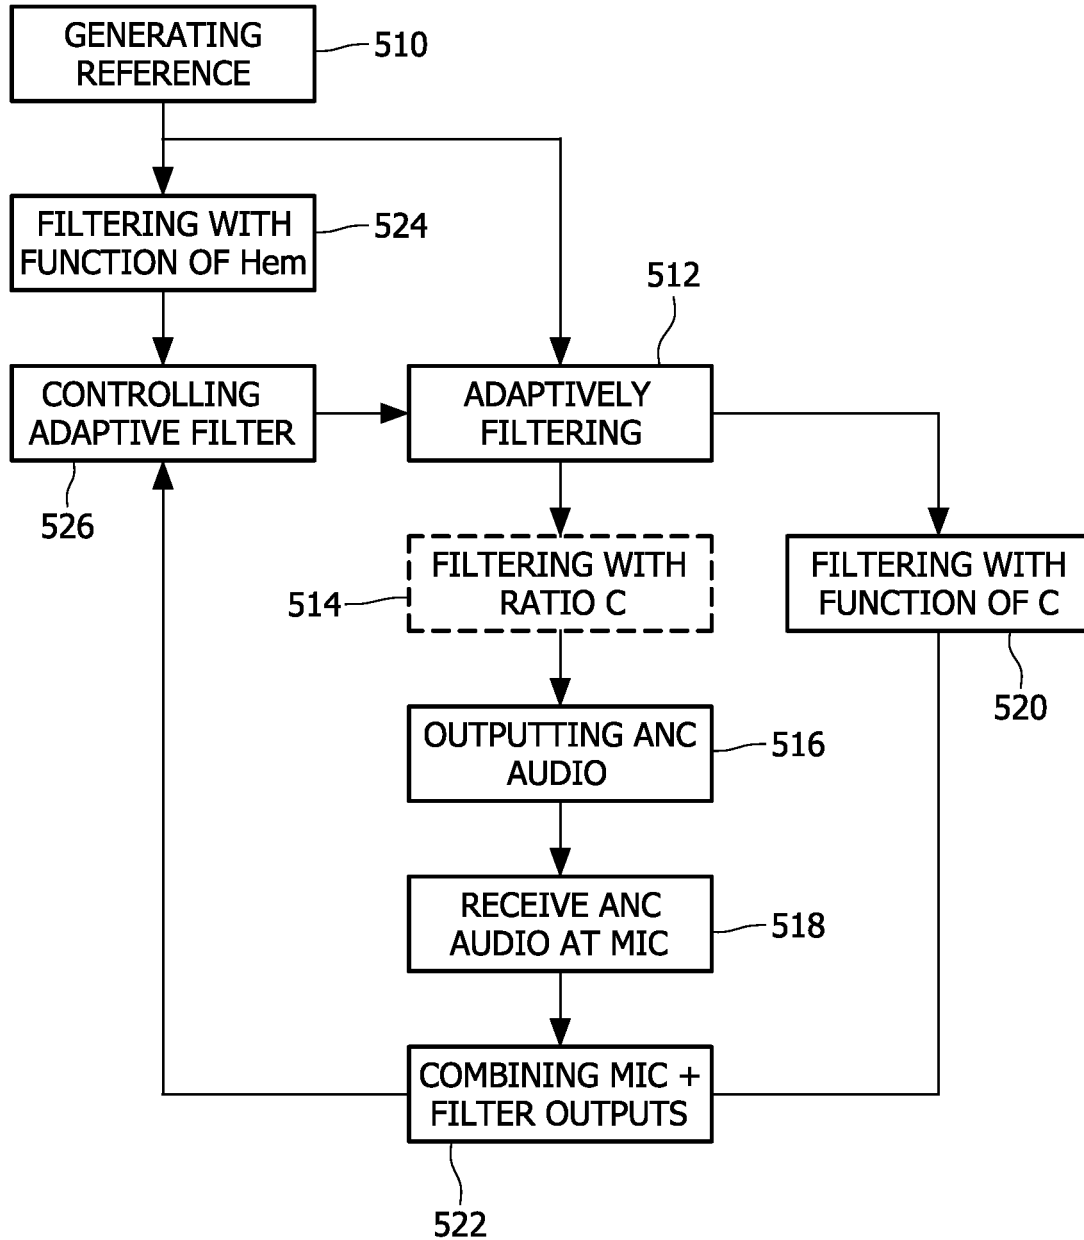 GENERATING
REFERENCE
510
FILTERING WITH
FUNCTION OF Hem
524
512
CONTROLLING
ADAPTIVE FILTER
526
ADAPTIVELY
FILTERING
FILTERING WITH
RATIO C
514
FILTERING WITH
FUNCTION OF C
520
OUTPUTTING ANC
AUDIO
516
RECEIVE ANC
AUDIO AT MIC
518
COMBINING MIC +
FILTER OUTPUTS
522